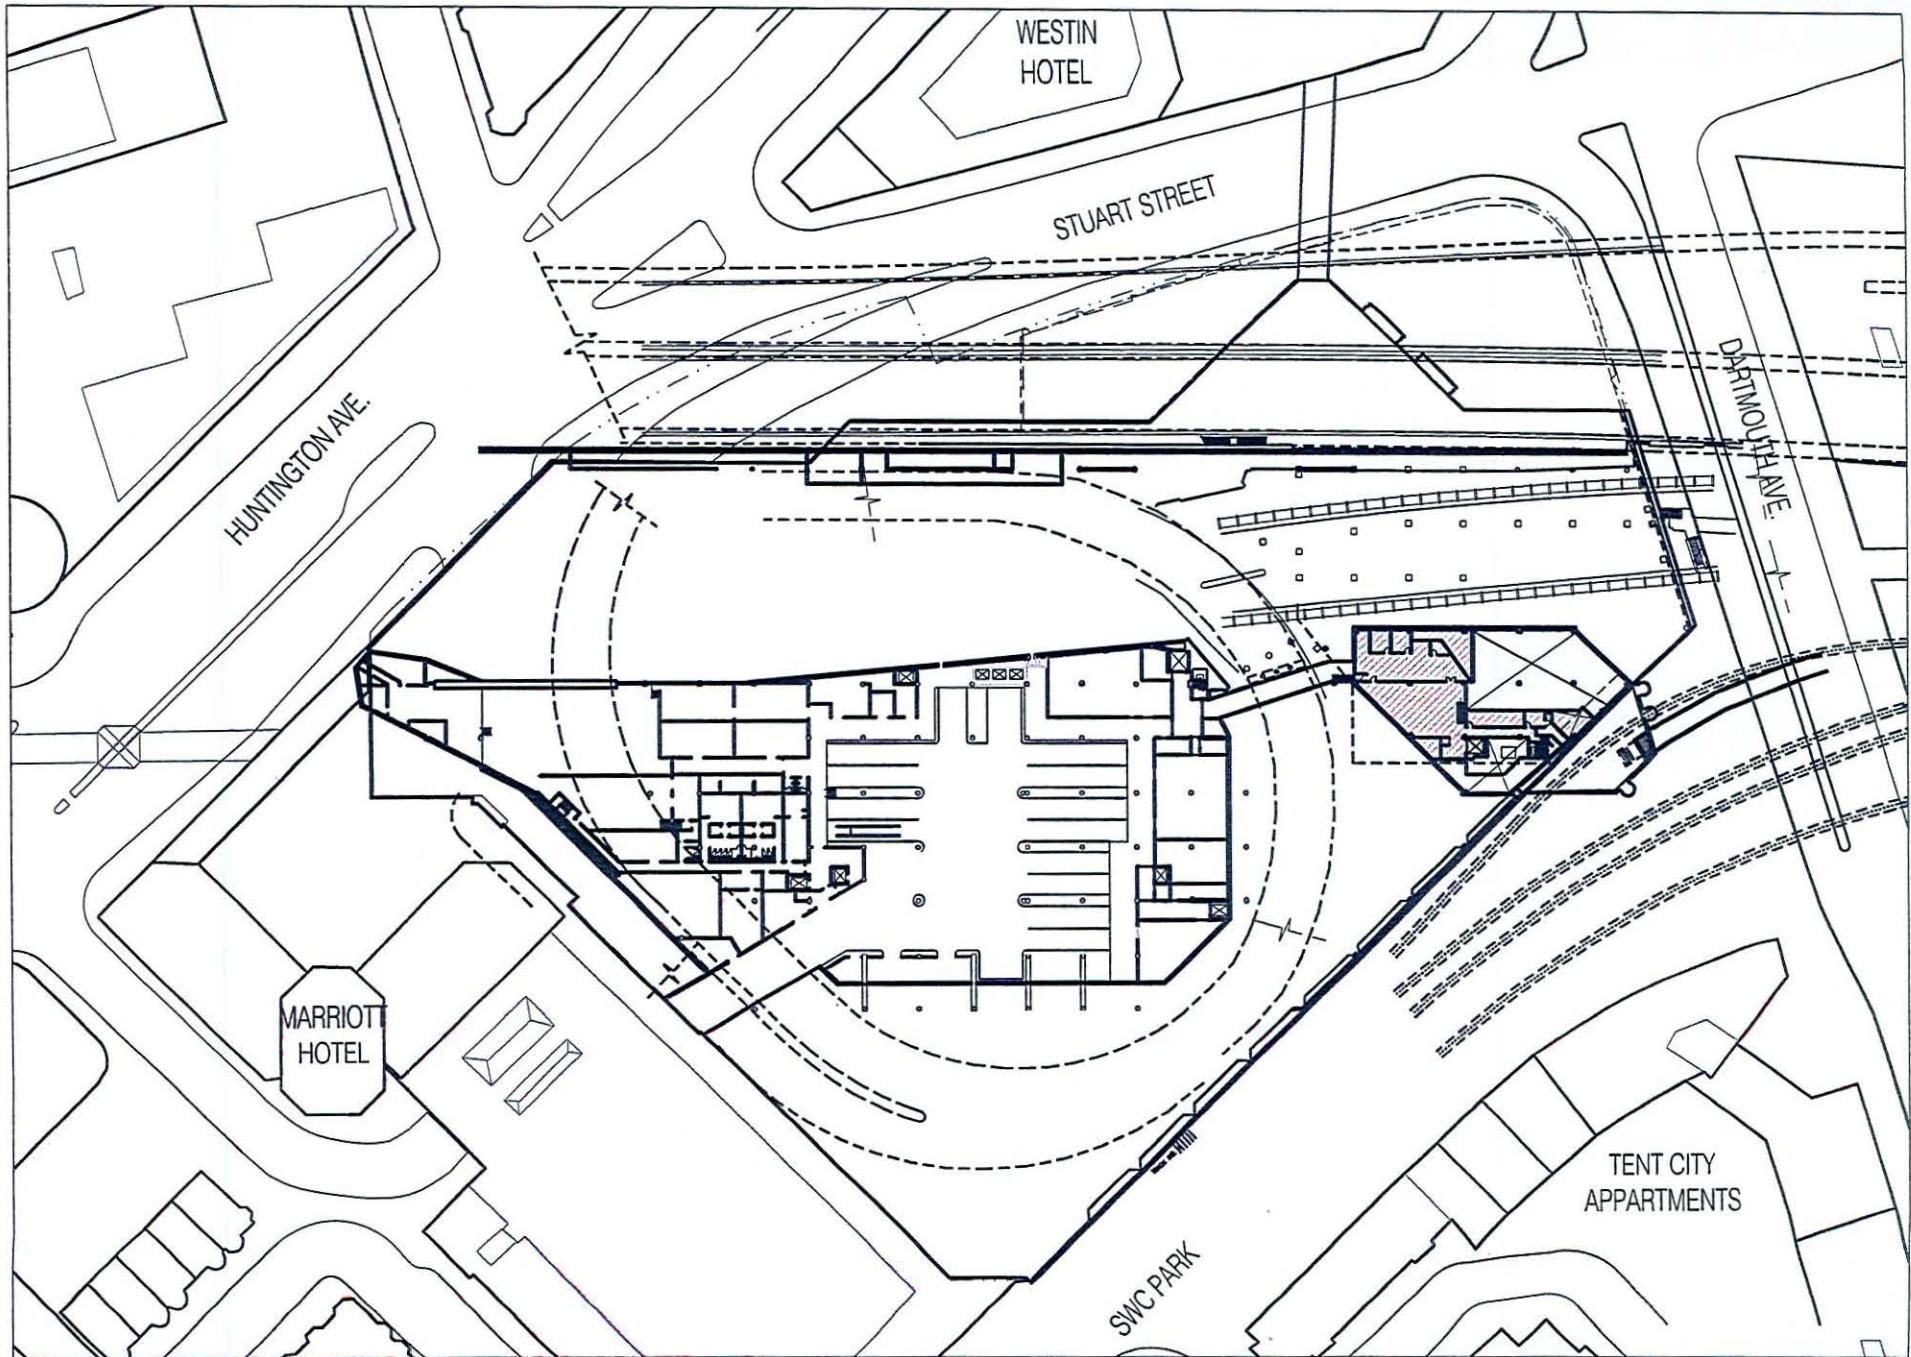 WESTIN
HOTEL
STUART STREET
HUNTINGTON AVE.
DARTMOUTH AVE.
MARRIOTT
HOTEL
TENT CITY
APPARTMENTS
SWC PARK